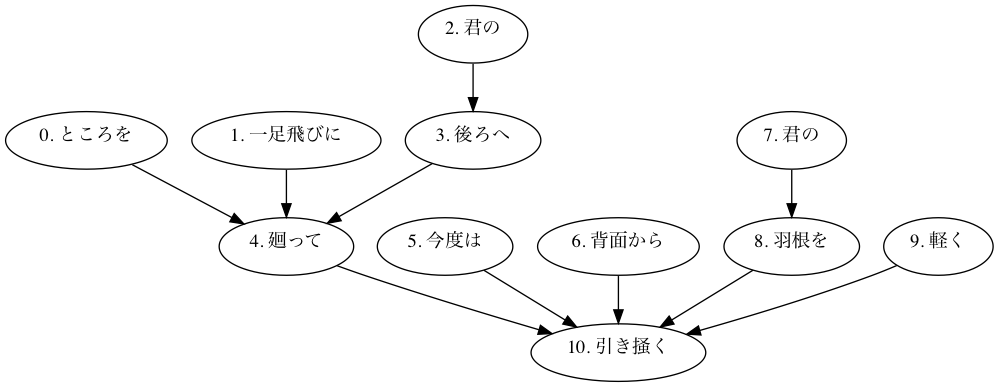 2. 君の
0. ところを
1. 一足飛びに
3. 後ろへ
7. 君の
4. 廻って
5. 今度は
6. 背面から
8. 羽根を
9. 軽く
10. 引き掻く